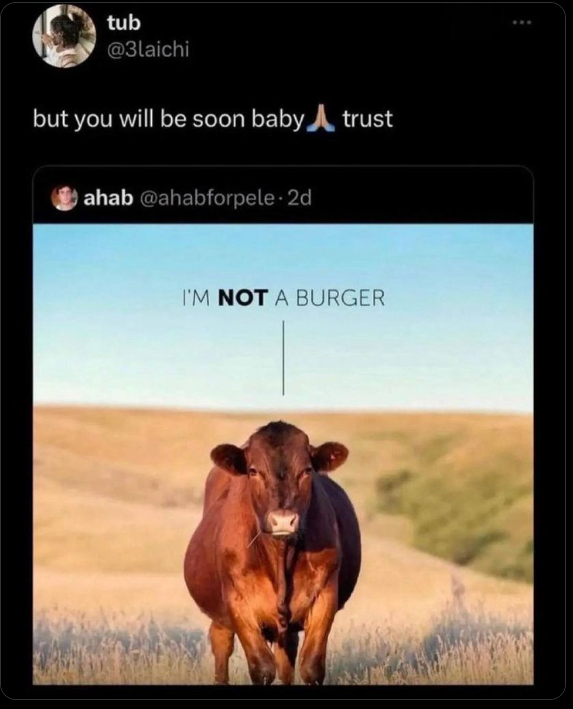 tub
@3laichi
but you will be soon baby🙏🏼 trust
ahab @ahabforpele · 2d
I'M NOT A BURGER